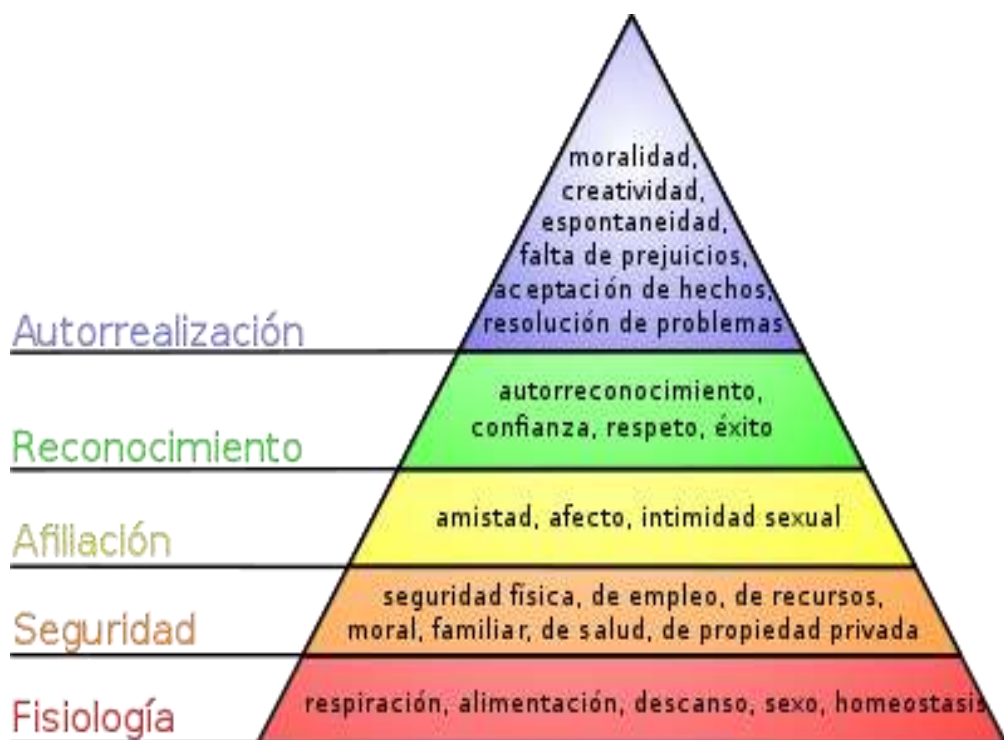 moralidad,
creatividad,
espontaneidad,
falta de prejuicios,
aceptación de hechos,
resolución de problemas
Autorrealización
autorreconocimiento,
confianza, respeto, éxito
Reconocimiento
amistad, afecto, intimidad sexual
Afiliación
seguridad física, de empleo, de recursos,
moral, familiar, de salud, de propiedad privada
Seguridad
respiración, alimentación, descanso, sexo, homeostasis
Fisiología